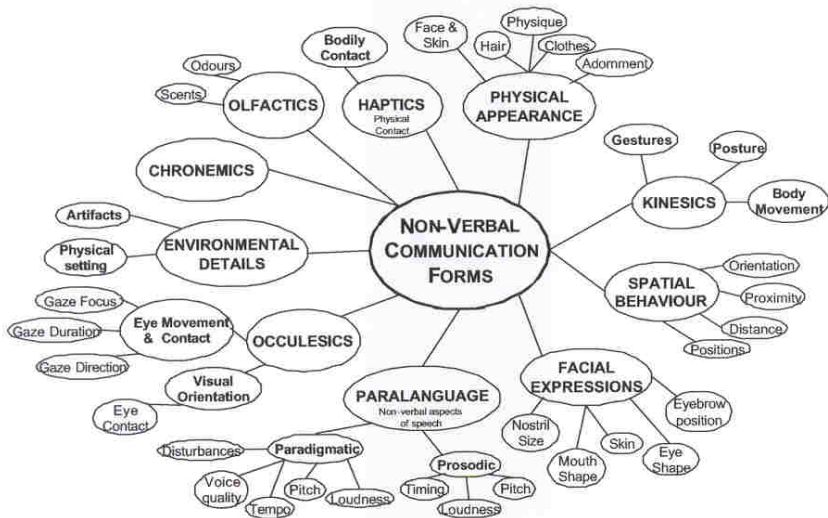 Physique
Face &
Skin
Hair
Clothes
Adornment
PHYSICAL
APPEARANCE
Bodily
Contact
HAPTICS
Physical
Contact
Odours
Scents
OLFACTICS
CHRONEMICS
Artifacts
Physical
setting
ENVIRONMENTAL
DETAILS
NON-VERBAL
COMMUNICATION
FORMS
Gestures
Posture
KINESICS
Body
Movement
SPATIAL
BEHAVIOUR
Orientation
Proximity
Distance
Positions
Gaze Focus
Gaze Duration
Gaze Direction
Eye Movement
& Contact
OCCULESICS
Visual
Orientation
Eye
Contact
FACIAL
EXPRESSIONS
Eyebrow
position
Nostril
Size
Mouth
Shape
Skin
Eye
Shape
PARALANGUAGE
Non-verbal aspects
of speech
Paradigmatic
Disturbances
Voice
quality
Tempo
Pitch
Loudness
Prosodic
Timing
Loudness
Pitch